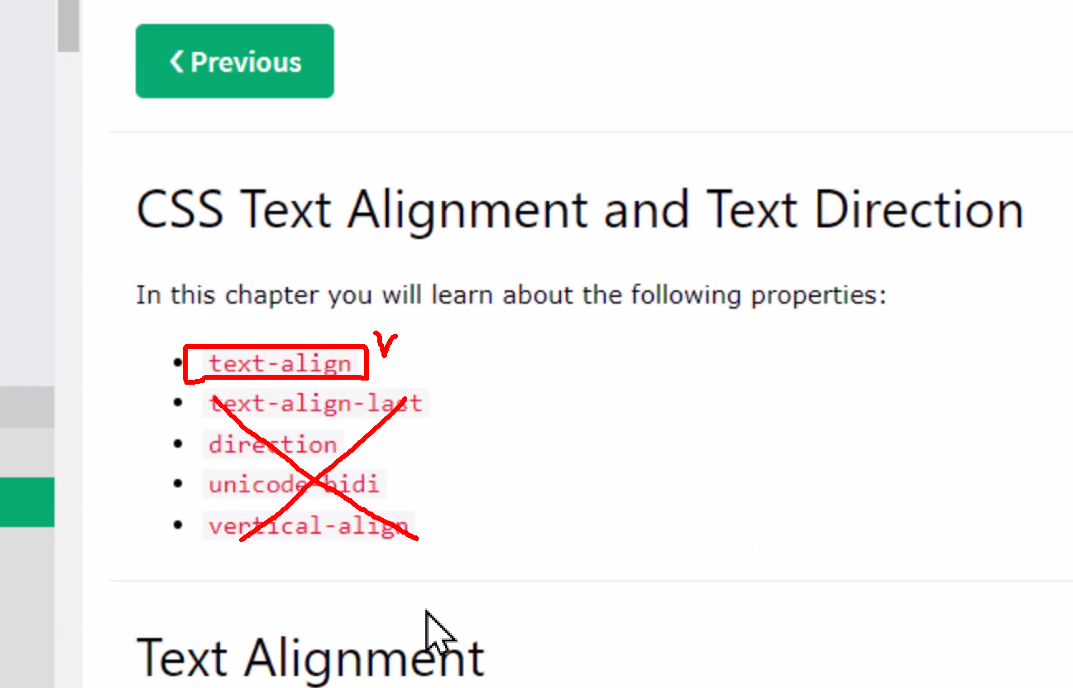 ❮ Previous
CSS Text Alignment and Text Direction
In this chapter you will learn about the following properties:
• text-align
• text-align-last
• direction
• unicode-bidi
• vertical-align
Text Alignment